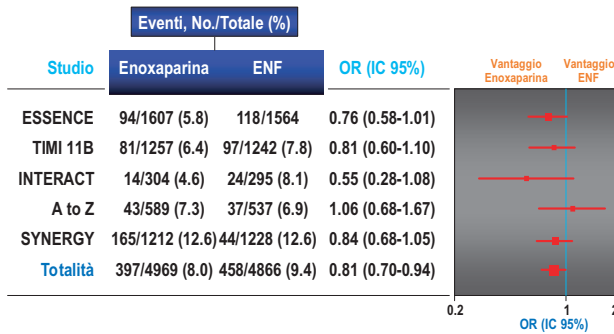 Eventi, No./Totale (%)
Studio Enoxaparina ENF OR (IC 95%)
Vantaggio Enoxaparina Vantaggio ENF
ESSENCE 94/1607 (5.8) 118/1564 0.76 (0.58-1.01)
TIMI 11B 81/1257 (6.4) 97/1242 (7.8) 0.81 (0.60-1.10)
INTERACT 14/304 (4.6) 24/295 (8.1) 0.55 (0.28-1.08)
A to Z 43/589 (7.3) 37/537 (6.9) 1.06 (0.68-1.67)
SYNERGY 165/1212 (12.6) 44/1228 (12.6) 0.84 (0.68-1.05)
Totalità 397/4969 (8.0) 458/4866 (9.4) 0.81 (0.70-0.94)
0.2 1 2
OR (IC 95%)